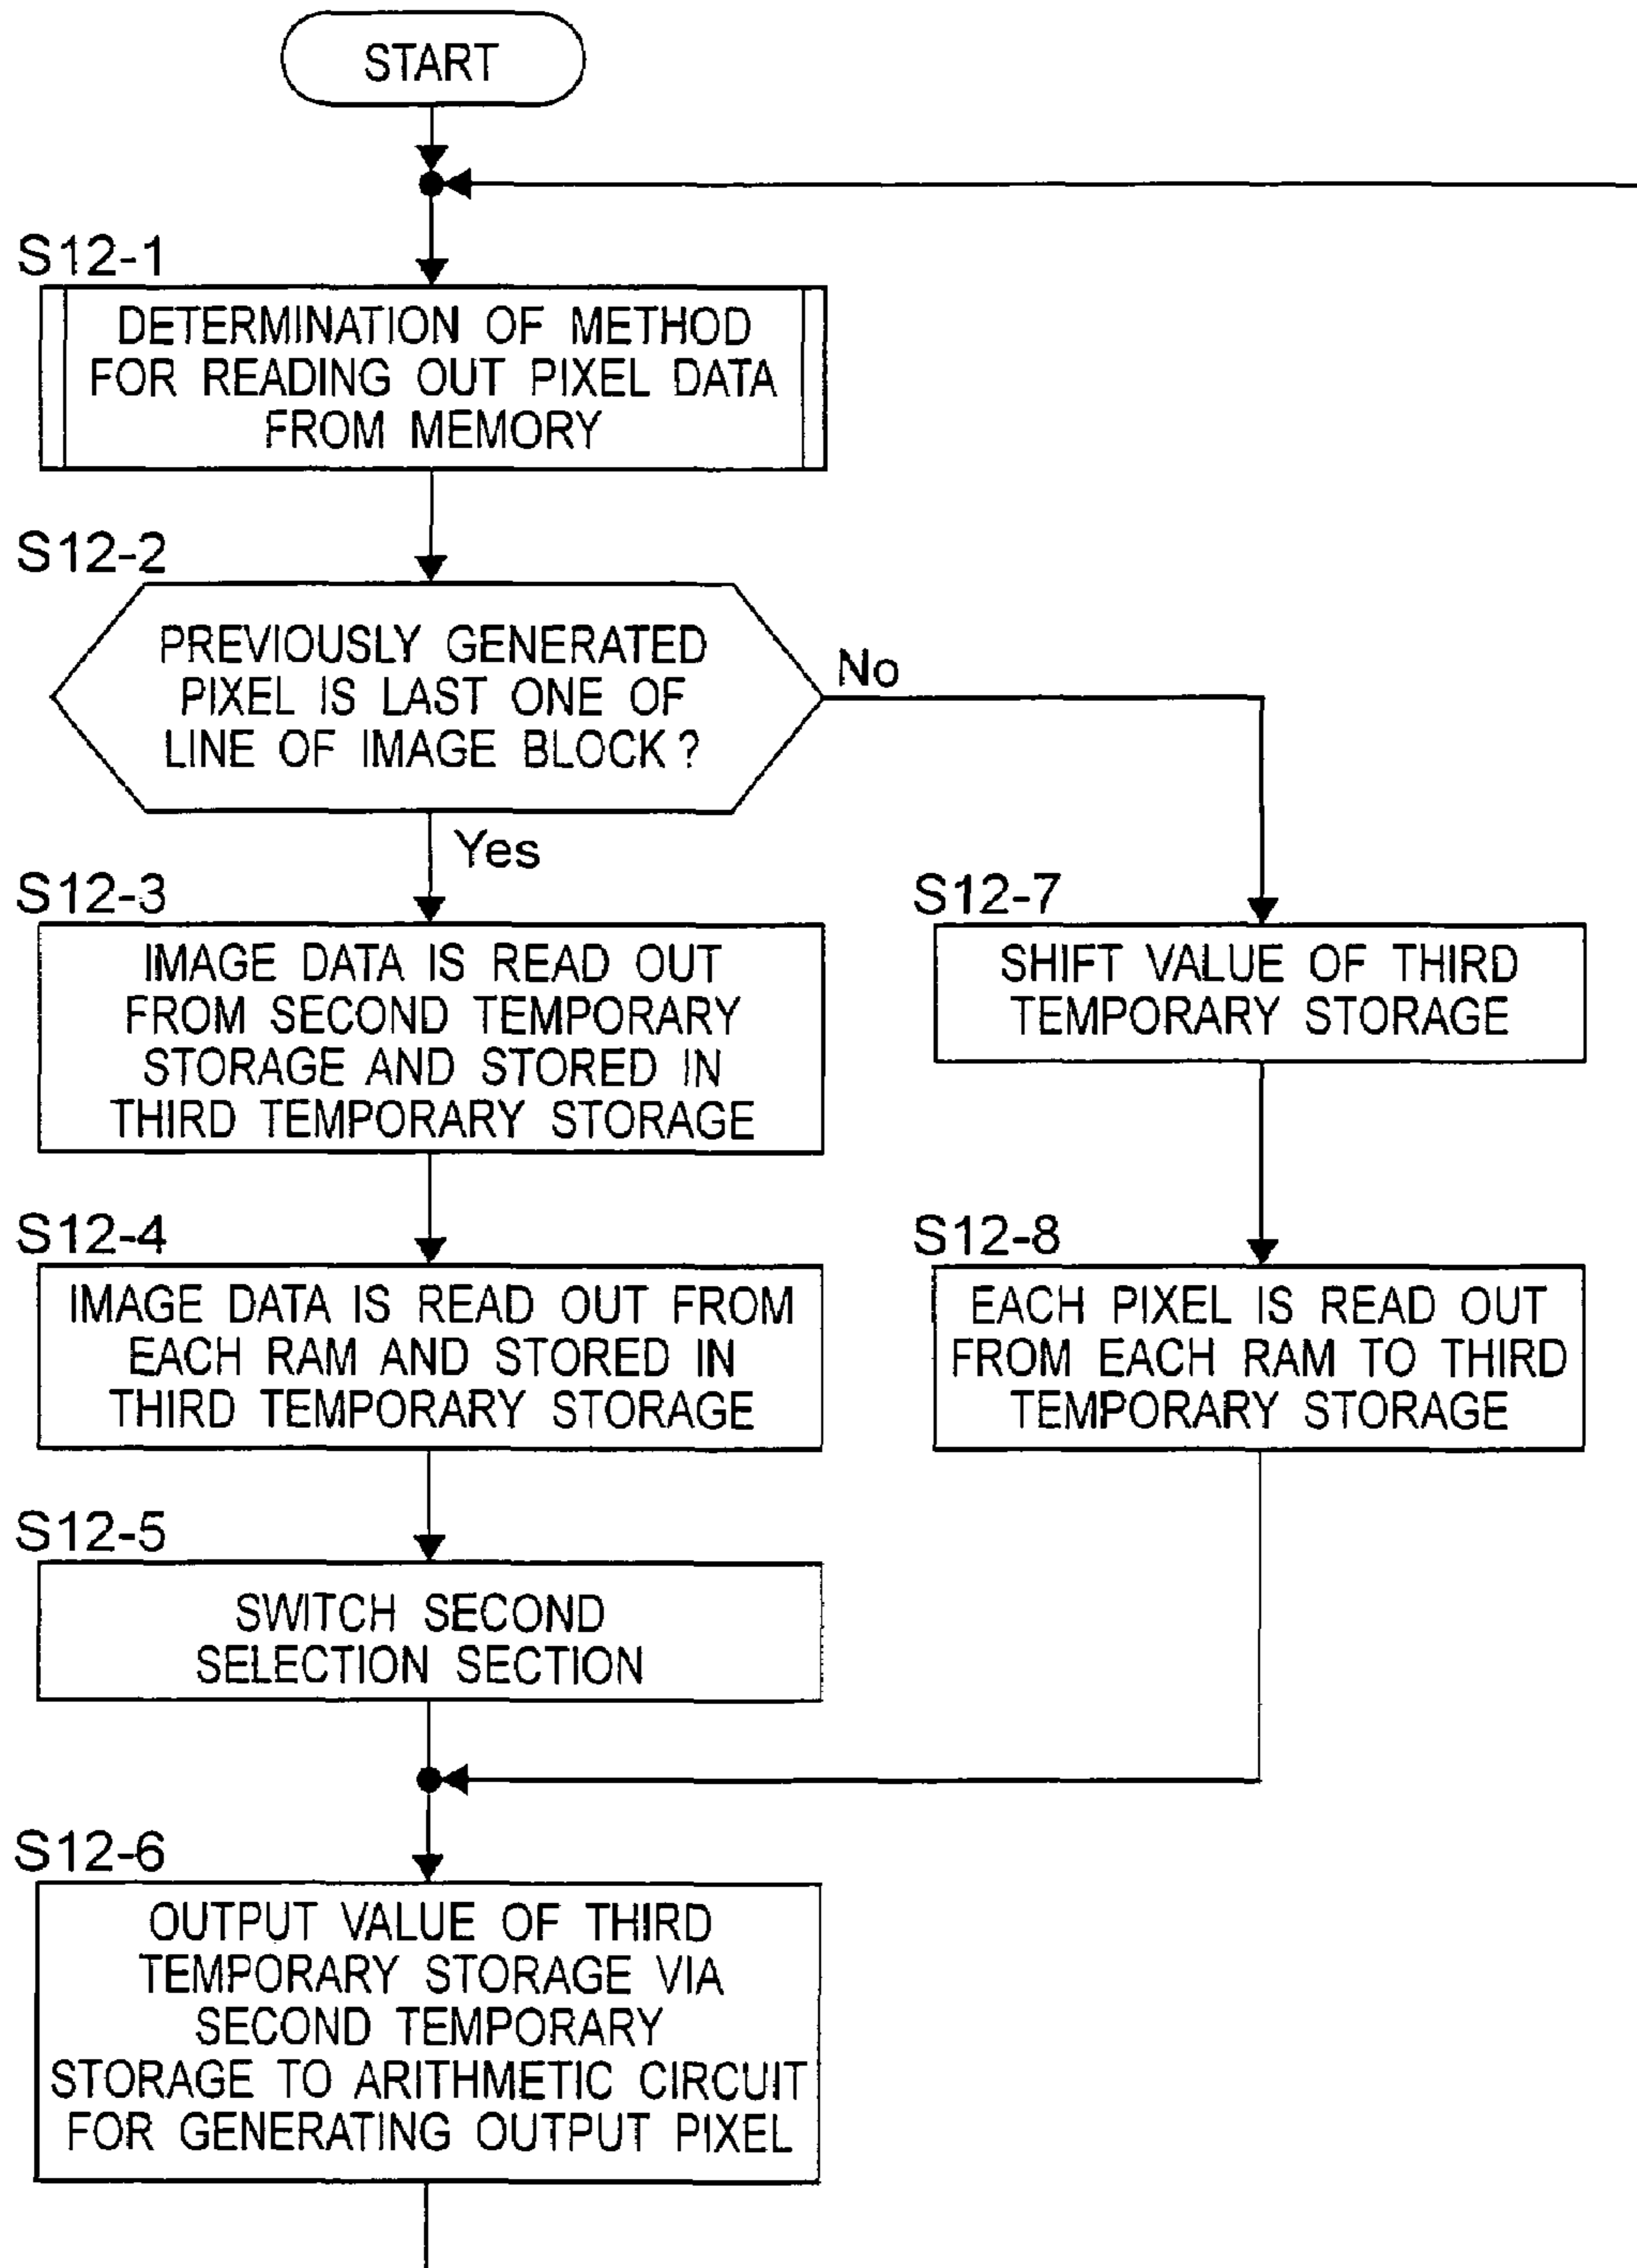 START
S12-1
DETERMINATION OF METHOD
FOR READING OUT PIXEL DATA
FROM MEMORY
S12-2
PREVIOUSLY GENERATED
PIXEL IS LAST ONE OF
LINE OF IMAGE BLOCK?
No
Yes
S12-3
IMAGE DATA IS READ OUT
FROM SECOND TEMPORARY
STORAGE AND STORED IN
THIRD TEMPORARY STORAGE
S12-7
SHIFT VALUE OF THIRD
TEMPORARY STORAGE
S12-4
IMAGE DATA IS READ OUT FROM
EACH RAM AND STORED IN
THIRD TEMPORARY STORAGE
S12-8
EACH PIXEL IS READ OUT
FROM EACH RAM TO THIRD
TEMPORARY STORAGE
S12-5
SWITCH SECOND
SELECTION SECTION
S12-6
OUTPUT VALUE OF THIRD
TEMPORARY STORAGE VIA
SECOND TEMPORARY
STORAGE TO ARITHMETIC CIRCUIT
FOR GENERATING OUTPUT PIXEL